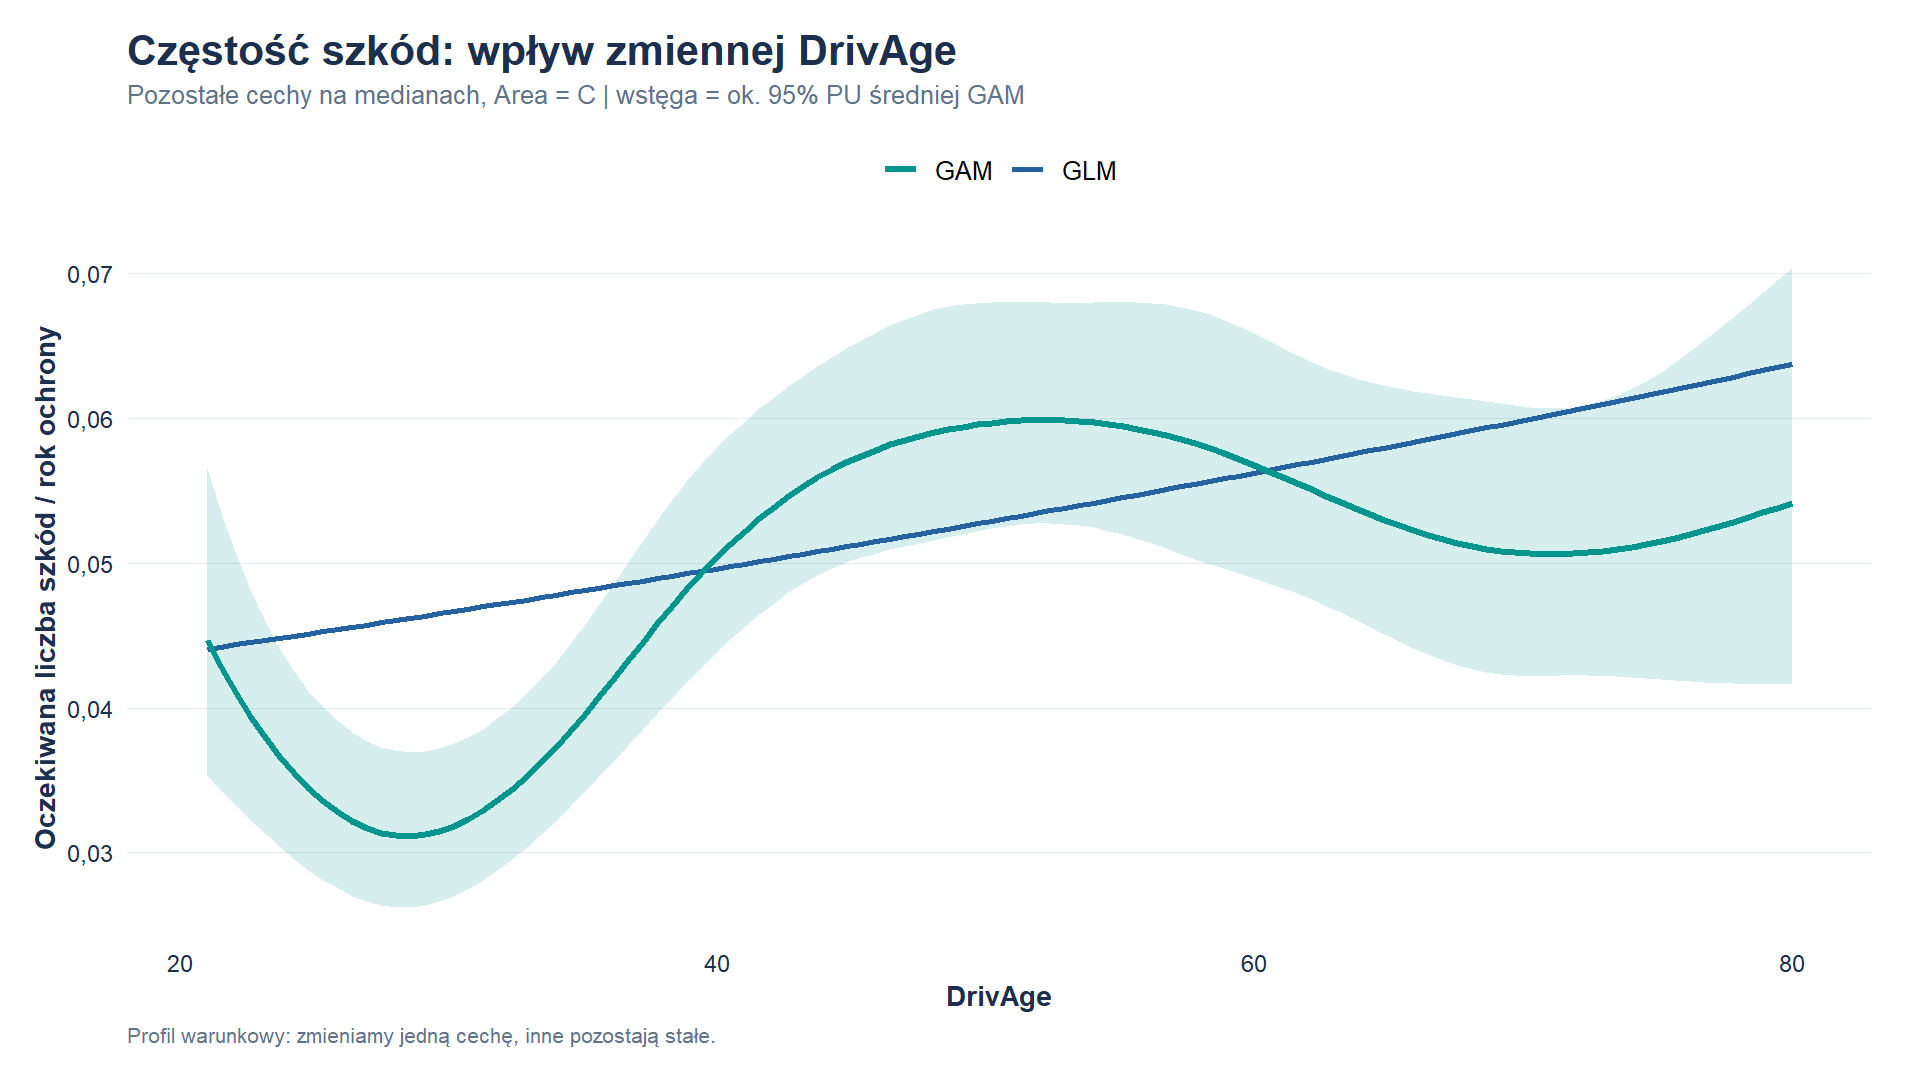 Częstość szkód: wpływ zmiennej DrivAge
Pozostałe cechy na medianach, Area = C | wstęga = ok. 95% PU średniej GAM
GAM GLM
Oczekiwana liczba szkód / rok ochrony
0,07
0,06
0,05
0,04
0,03
20 40 60 80
DrivAge
Profil warunkowy: zmieniamy jedną cechę, inne pozostają stałe.